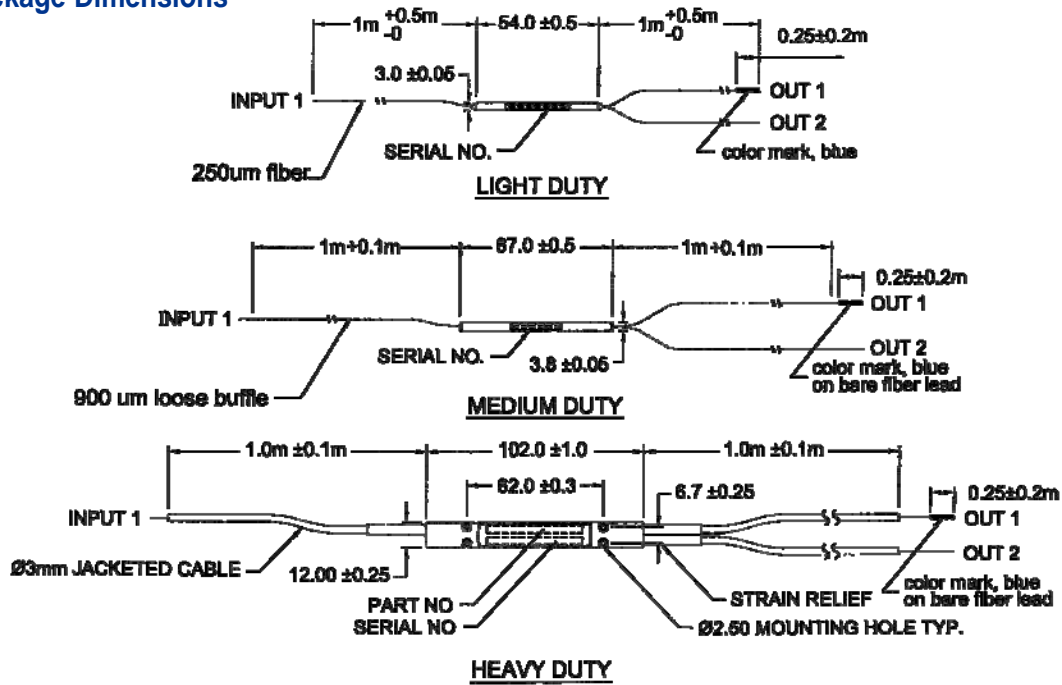 ckage Dimensions
1m +0.5m -0
54.0 ±0.5
1m +0.5m -0
0.25±0.2m
3.0 ±0.05
INPUT 1
OUT 1
OUT 2
SERIAL NO.
color mark, blue
250um fiber
LIGHT DUTY
1m+0.1m
67.0 ±0.5
1m+0.1m
0.25±0.2m
INPUT 1
OUT 1
SERIAL NO.
3.8 ±0.05
OUT 2
color mark, blue
on bare fiber lead
900 um loose buffle
MEDIUM DUTY
1.0m ±0.1m
102.0 ±1.0
1.0m ±0.1m
62.0 ±0.3
6.7 ±0.25
0.25±0.2m
INPUT 1
OUT 1
OUT 2
Ø3mm JACKETED CABLE
12.00 ±0.25
color mark, blue
on bare fiber lead
PART NO
STRAIN RELIEF
SERIAL NO
Ø2.50 MOUNTING HOLE TYP.
HEAVY DUTY